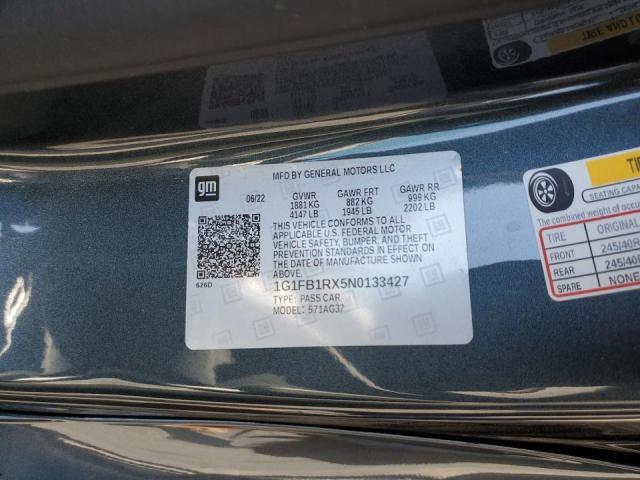 MFD BY GENERAL MOTORS LLC
gm
06/22 GVWR GAWR FRT GAWR RR
1881 KG 882 KG 999 KG
4147 LB 1945 LB 2202 LB
THIS VEHICLE CONFORMS TO ALL
APPLICABLE U.S. FEDERAL MOTOR
VEHICLE SAFETY, BUMPER, AND THEFT
PREVENTION STANDARDS IN EFFECT ON
THE DATE OF MANUFACTURE SHOWN
ABOVE.
626D
1G1FB1RX5N0133427
TYPE: PASS CAR
MODEL: 571AG37
SEATING CAPA
The combined weight of occu
TIRE ORIGINAL
FRONT 245/40R
REAR 245/40R
SPARE NONE